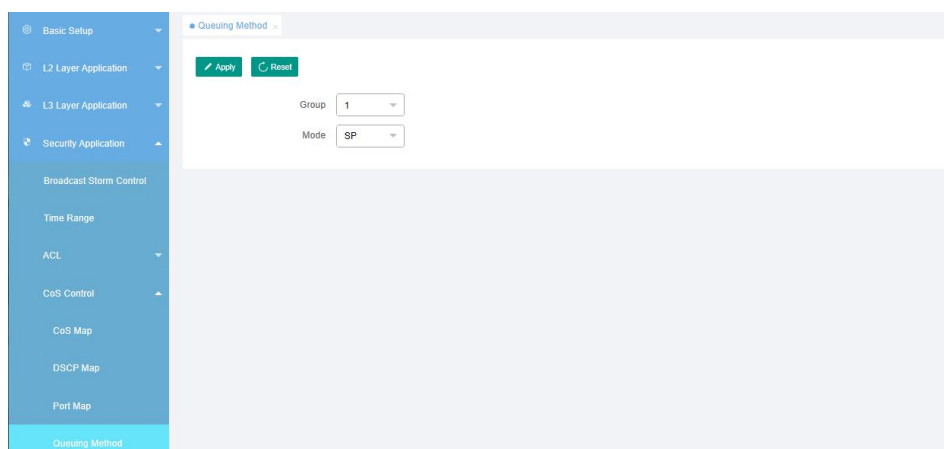 Basic Setup
L2 Layer Application
L3 Layer Application
Security Application
Broadcast Storm Control
Time Range
ACL
CoS Control
CoS Map
DSCP Map
Port Map
Queuing Method
Queuing Method ×
Apply Reset
Group 1
Mode SP